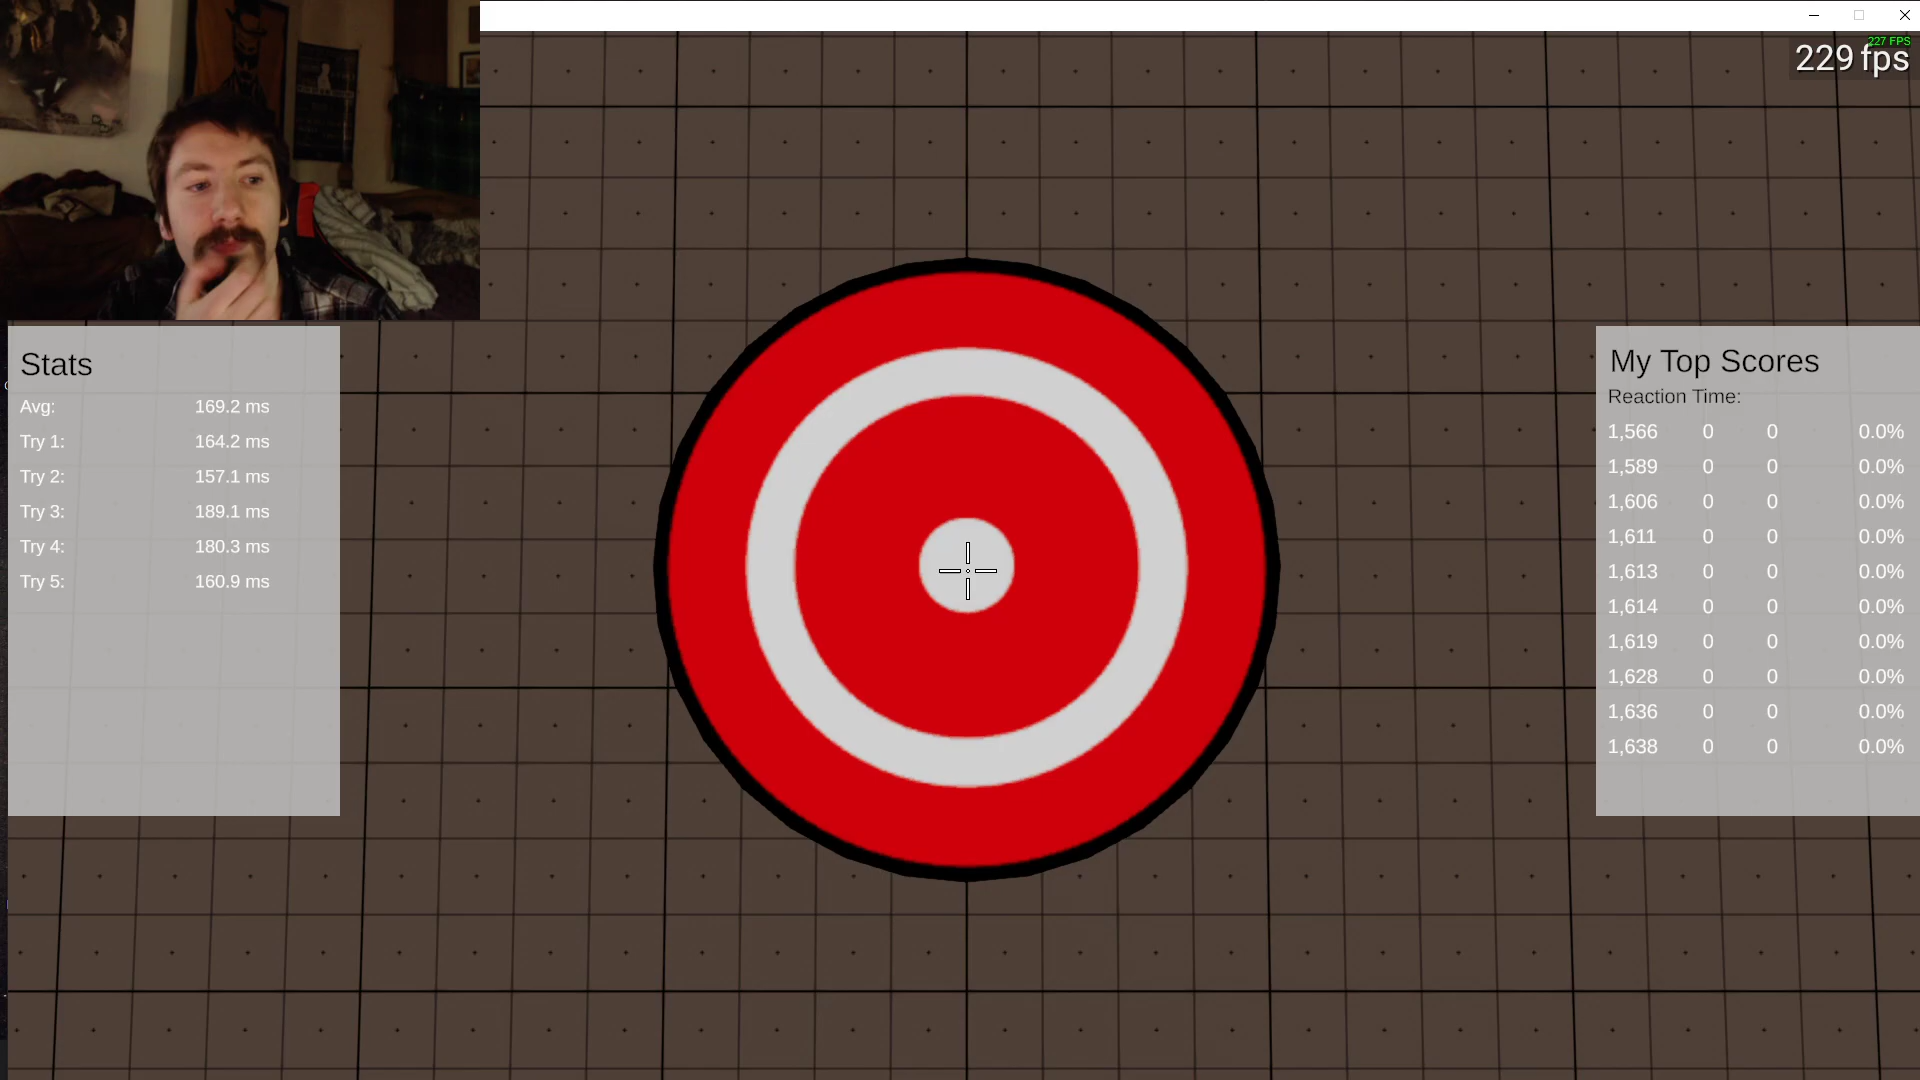 227 FPS
229 fps
Stats
Avg: 169.2 ms
Try 1: 164.2 ms
Try 2: 157.1 ms
Try 3: 189.1 ms
Try 4: 180.3 ms
Try 5: 160.9 ms
My Top Scores
Reaction Time:
1,566 0 0 0.0%
1,589 0 0 0.0%
1,606 0 0 0.0%
1,611 0 0 0.0%
1,613 0 0 0.0%
1,614 0 0 0.0%
1,619 0 0 0.0%
1,628 0 0 0.0%
1,636 0 0 0.0%
1,638 0 0 0.0%